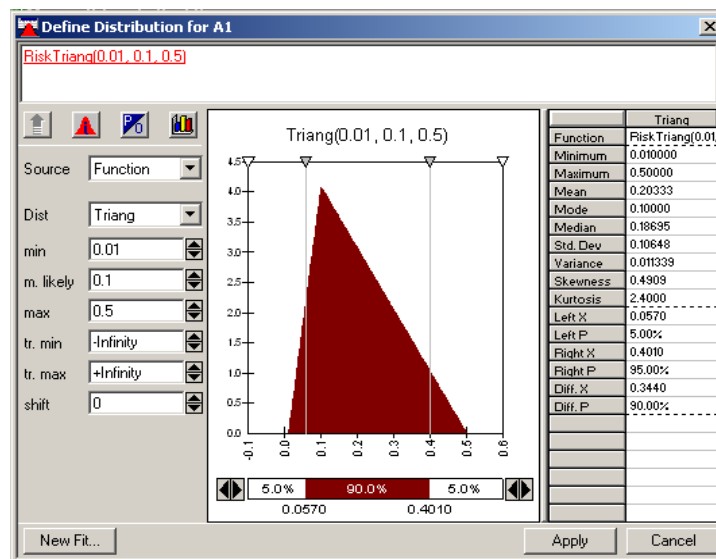 Define Distribution for A1
RiskTriang(0.01, 0.1, 0.5)
Source Function
Dist Triang
min 0.01
m. likely 0.1
max 0.5
tr. min -Infinity
tr. max +Infinity
shift 0
New Fit...
Triang(0.01, 0.1, 0.5)
4.5
4.0
3.5
3.0
2.5
2.0
1.5
1.0
0.5
0.0
-0.1 0.0 0.1 0.2 0.3 0.4 0.5 0.6
5.0% 90.0% 5.0%
0.0570 0.4010
Triang
Function RiskTriang(0.01
Minimum 0.010000
Maximum 0.50000
Mean 0.20333
Mode 0.10000
Median 0.18695
Std. Dev 0.10648
Variance 0.011339
Skewness 0.4909
Kurtosis 2.4000
Left X 0.0570
Left P 5.00%
Right X 0.4010
Right P 95.00%
Diff. X 0.3440
Diff. P 90.00%
Apply Cancel